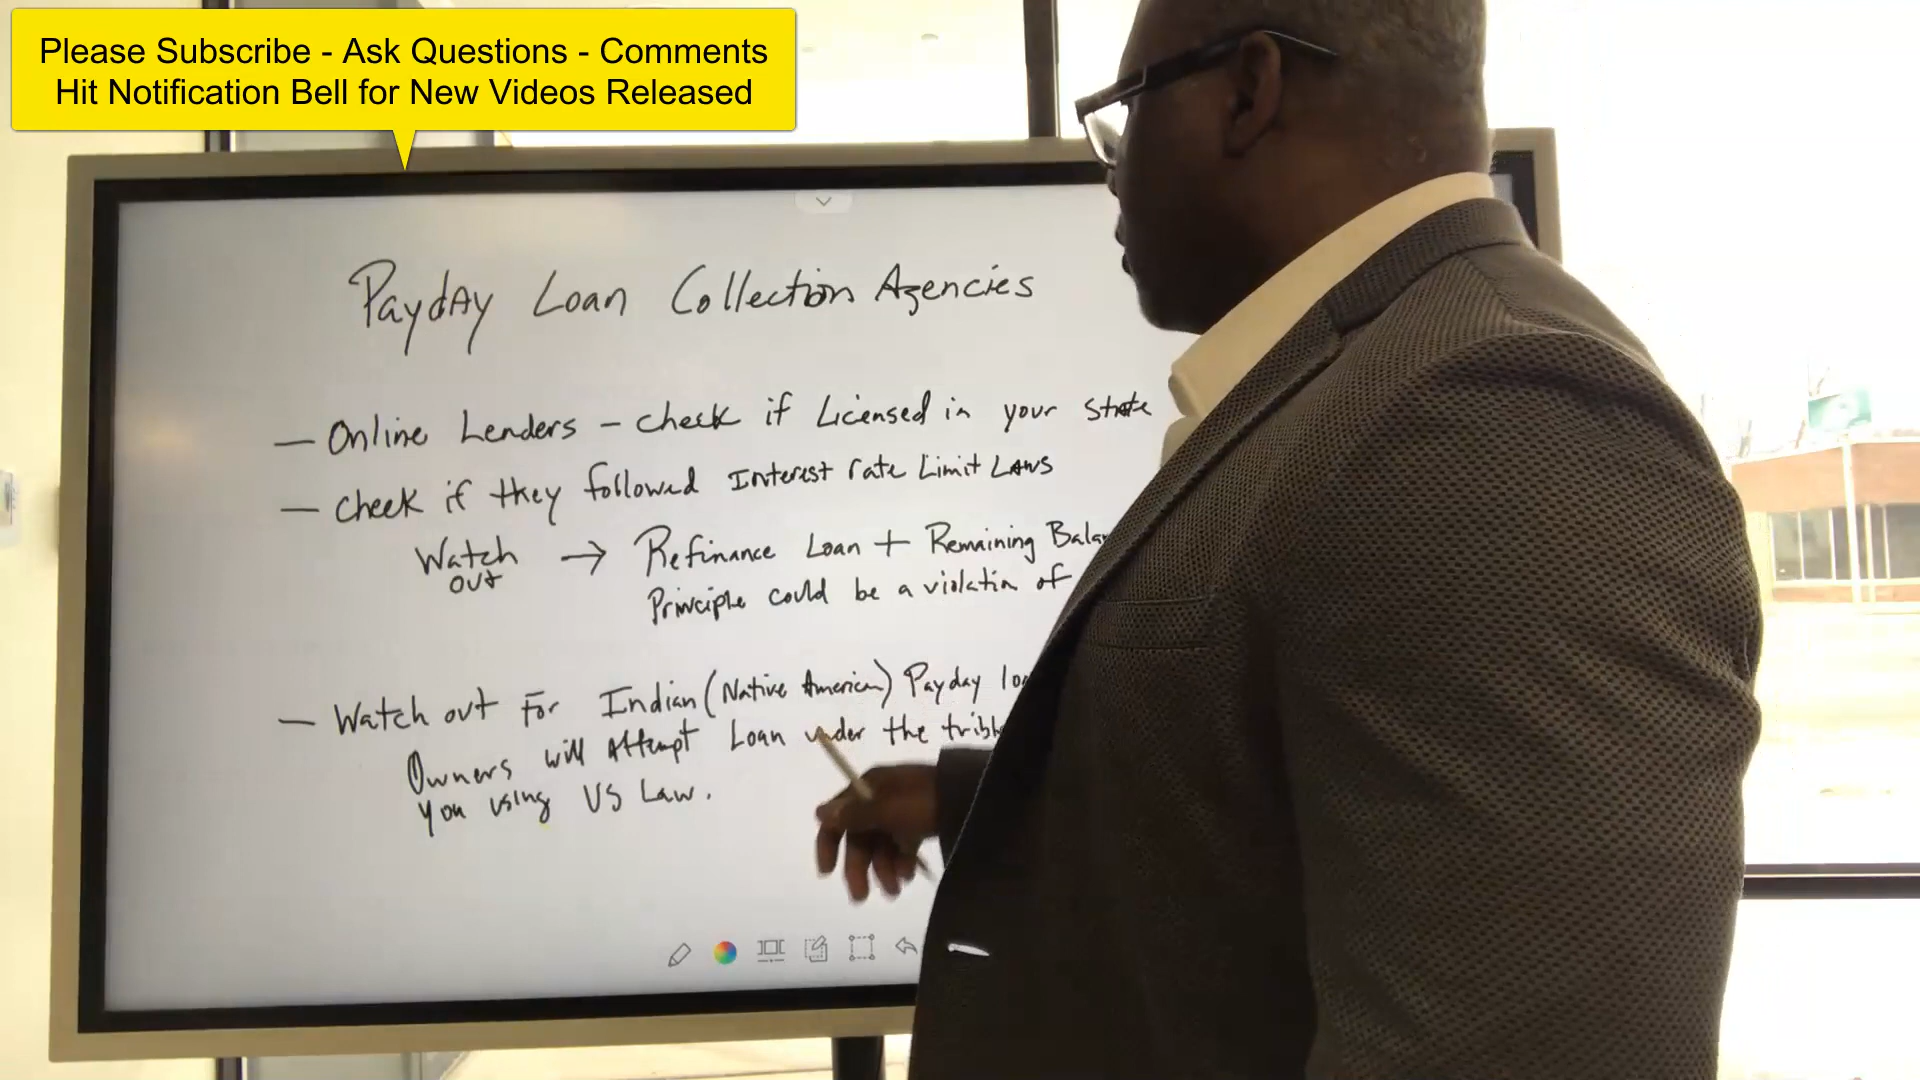 Please Subscribe - Ask Questions - Comments
Hit Notification Bell for New Videos Released
Payday Loan Collection Agencies
— Online Lenders – check if Licensed in your state
— check if they followed Interest rate Limit Laws
Watch out → Refinance Loan + Remaining
Principle could be a violation of
— Watch out For Indian (Native American) Payday
Owners will Attempt Loan under the
you using US Law.